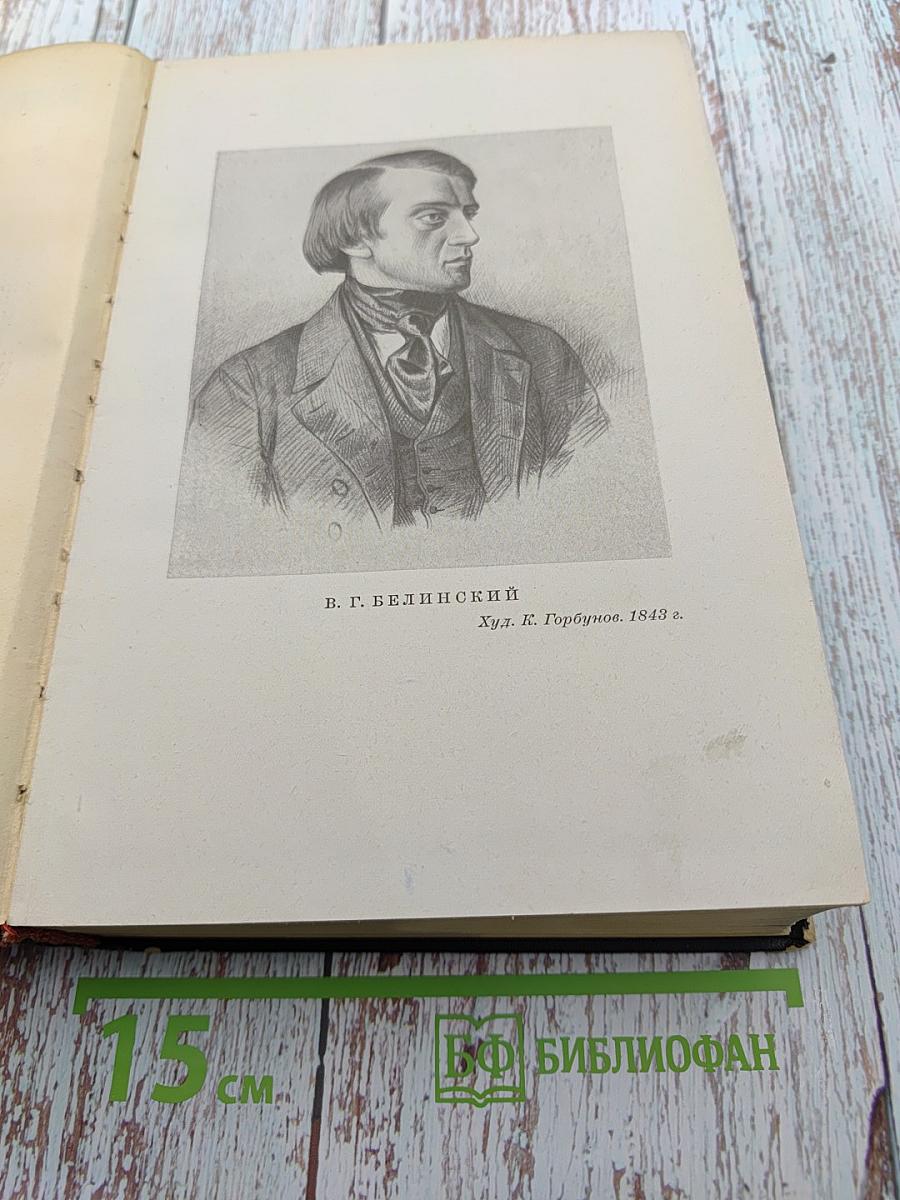 В. Г. БЕЛИНСКИЙ
Худ. К. Горбунов. 1843 г.
15 см
БФ БИБЛИОФАН